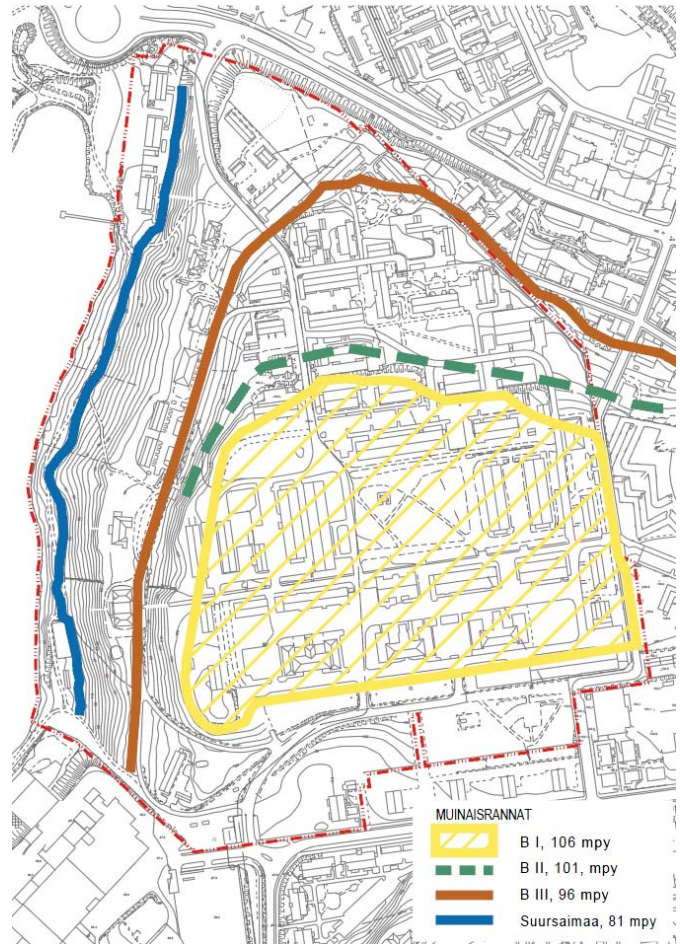 MUINAISRANNAT
B I, 106 mpy
B II, 101, mpy
B III, 96 mpy
Suursaimaa, 81 mpy